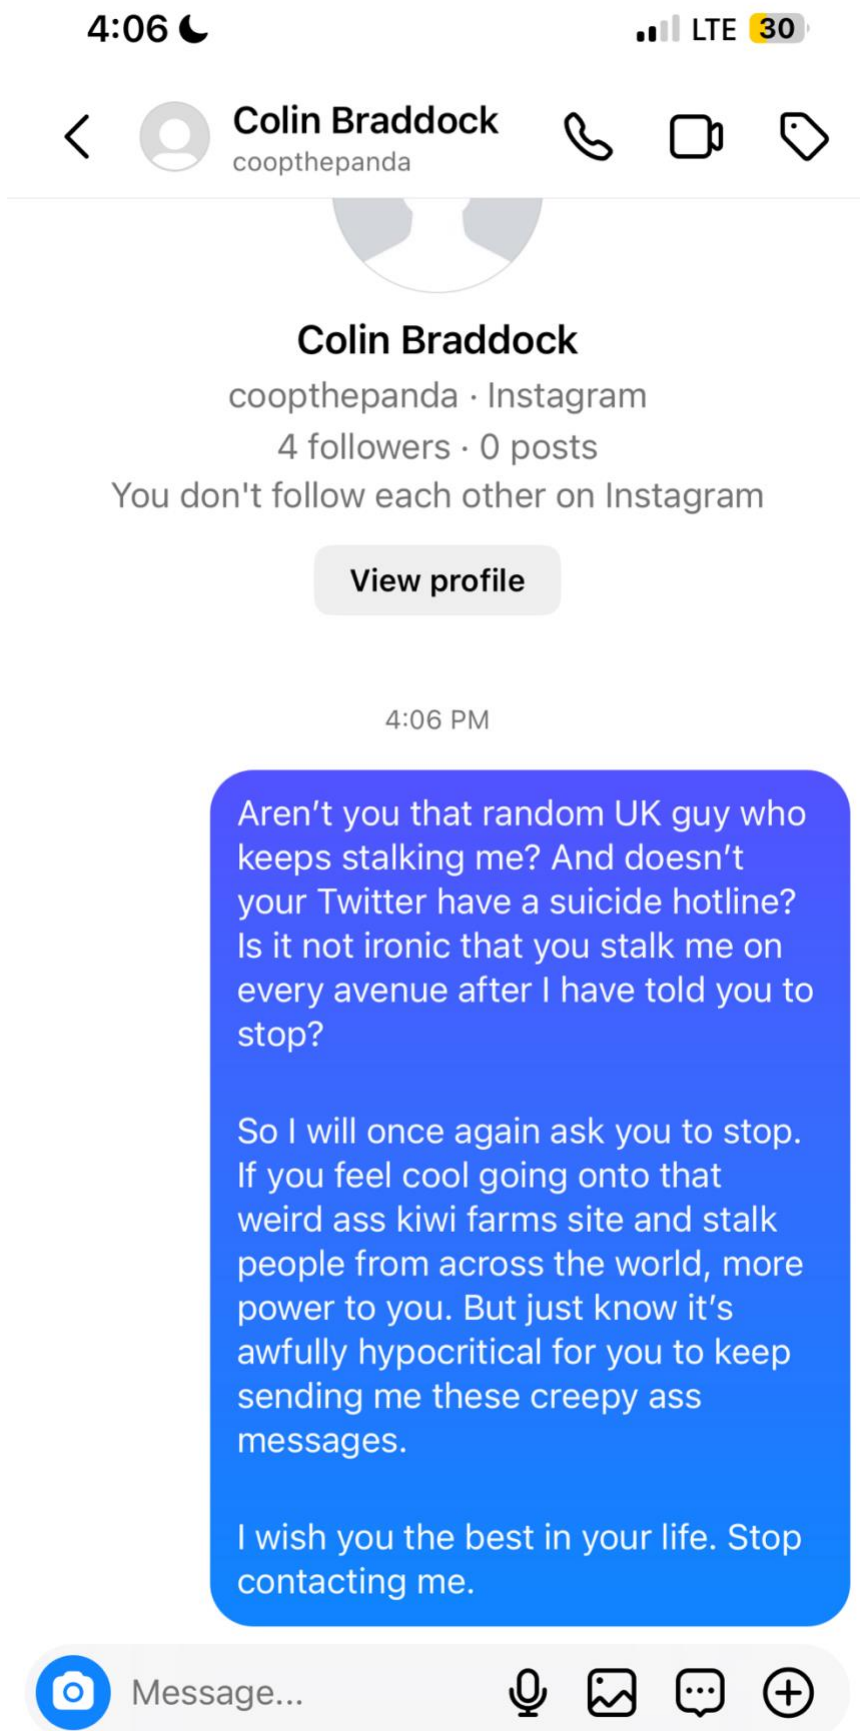 4:06 LTE 30
Colin Braddock
coopthepanda
Colin Braddock
coopthepanda · Instagram
4 followers · 0 posts
You don't follow each other on Instagram
View profile
4:06 PM
Aren’t you that random UK guy who
keeps stalking me? And doesn’t
your Twitter have a suicide hotline?
Is it not ironic that you stalk me on
every avenue after I have told you to
stop?
So I will once again ask you to stop.
If you feel cool going onto that
weird ass kiwi farms site and stalk
people from across the world, more
power to you. But just know it’s
awfully hypocritical for you to keep
sending me these creepy ass
messages.
I wish you the best in your life. Stop
contacting me.
Message...